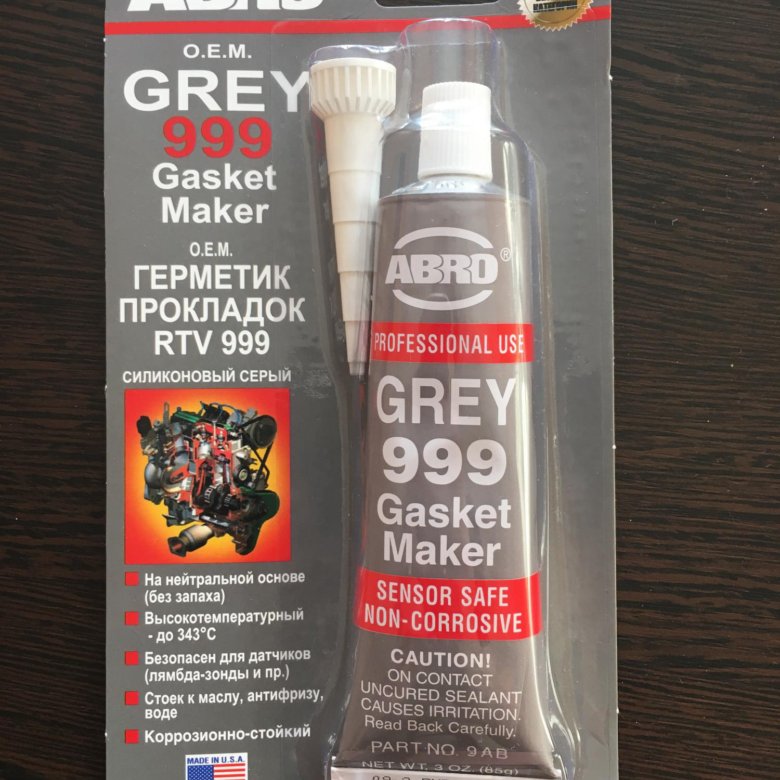 ABRO
O.E.M.
GREY
999
Gasket
Maker
O.E.M.
ГЕРМЕТИК
ПРОКЛАДОК
RTV 999
СИЛИКОНОВЫЙ СЕРЫЙ
На нейтральной основе
(без запаха)
Высокотемпературный
- до 343°C
Безопасен для датчиков
(лямбда-зонды и пр.)
Стоек к маслу, антифризу,
воде
Коррозионно-стойкий
MADE IN U.S.A.
ABRO®
PROFESSIONAL USE
GREY
999
Gasket
Maker
SENSOR SAFE
NON-CORROSIVE
CAUTION!
ON CONTACT
UNCURED SEALANT
CAUSES IRRITATION.
Read Back Carefully.
PART NO. 9AB
NET WT. 3 OZ. (85g)